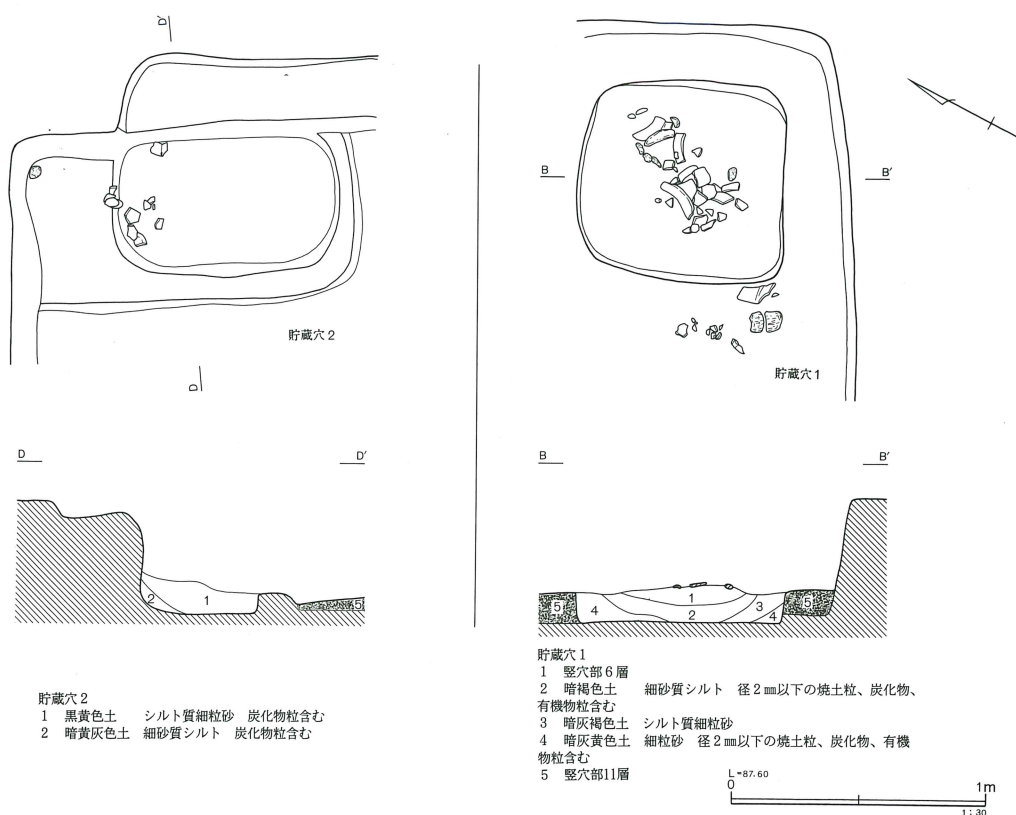 D'
貯蔵穴2
D
B
B'
貯蔵穴1
D
D'
1
2
5
B
B'
5
4
1
2
3
4
5
貯蔵穴2
1 黒黄色土 シルト質細粒砂 炭化物粒含む
2 暗黄灰色土 細砂質シルト 炭化物粒含む
貯蔵穴1
1 竪穴部6層
2 暗褐色土 細砂質シルト 径2㎜以下の焼土粒、炭化物、
有機物粒含む
3 暗灰褐色土 シルト質細粒砂
4 暗灰黄色土 細粒砂 径2㎜以下の焼土粒、炭化物、有機
物粒含む
5 竪穴部11層
L=87.60
0 1m
1:30